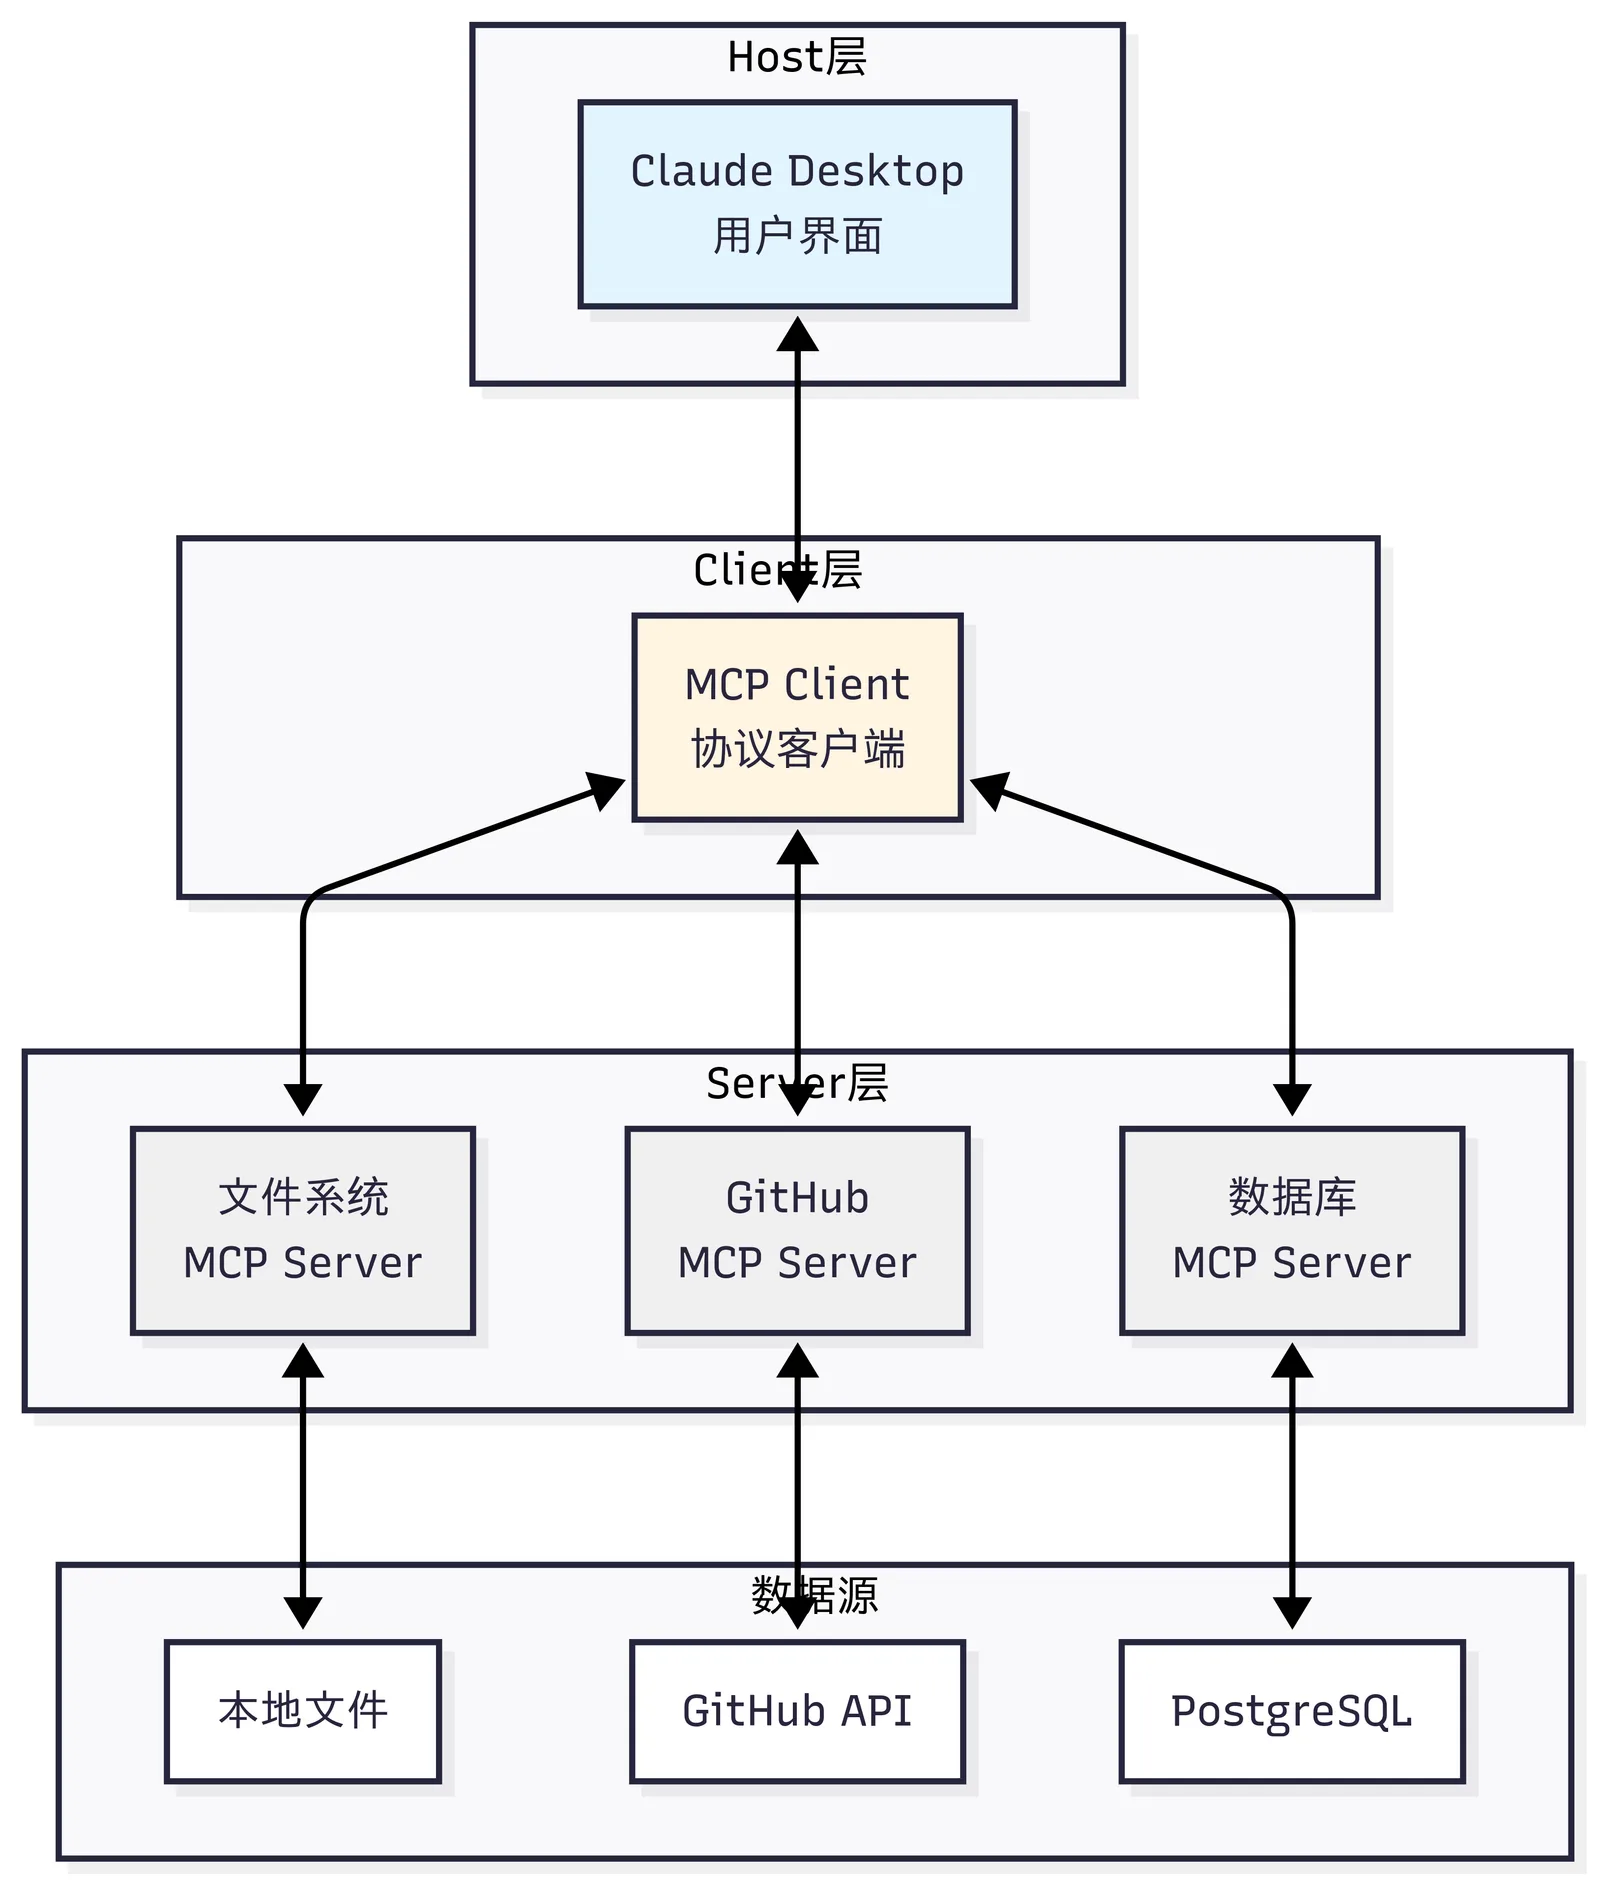 Host层
Claude Desktop
用户界面
Client层
MCP Client
协议客户端
Server层
文件系统
MCP Server
GitHub
MCP Server
数据库
MCP Server
数据源
本地文件
GitHub API
PostgreSQL